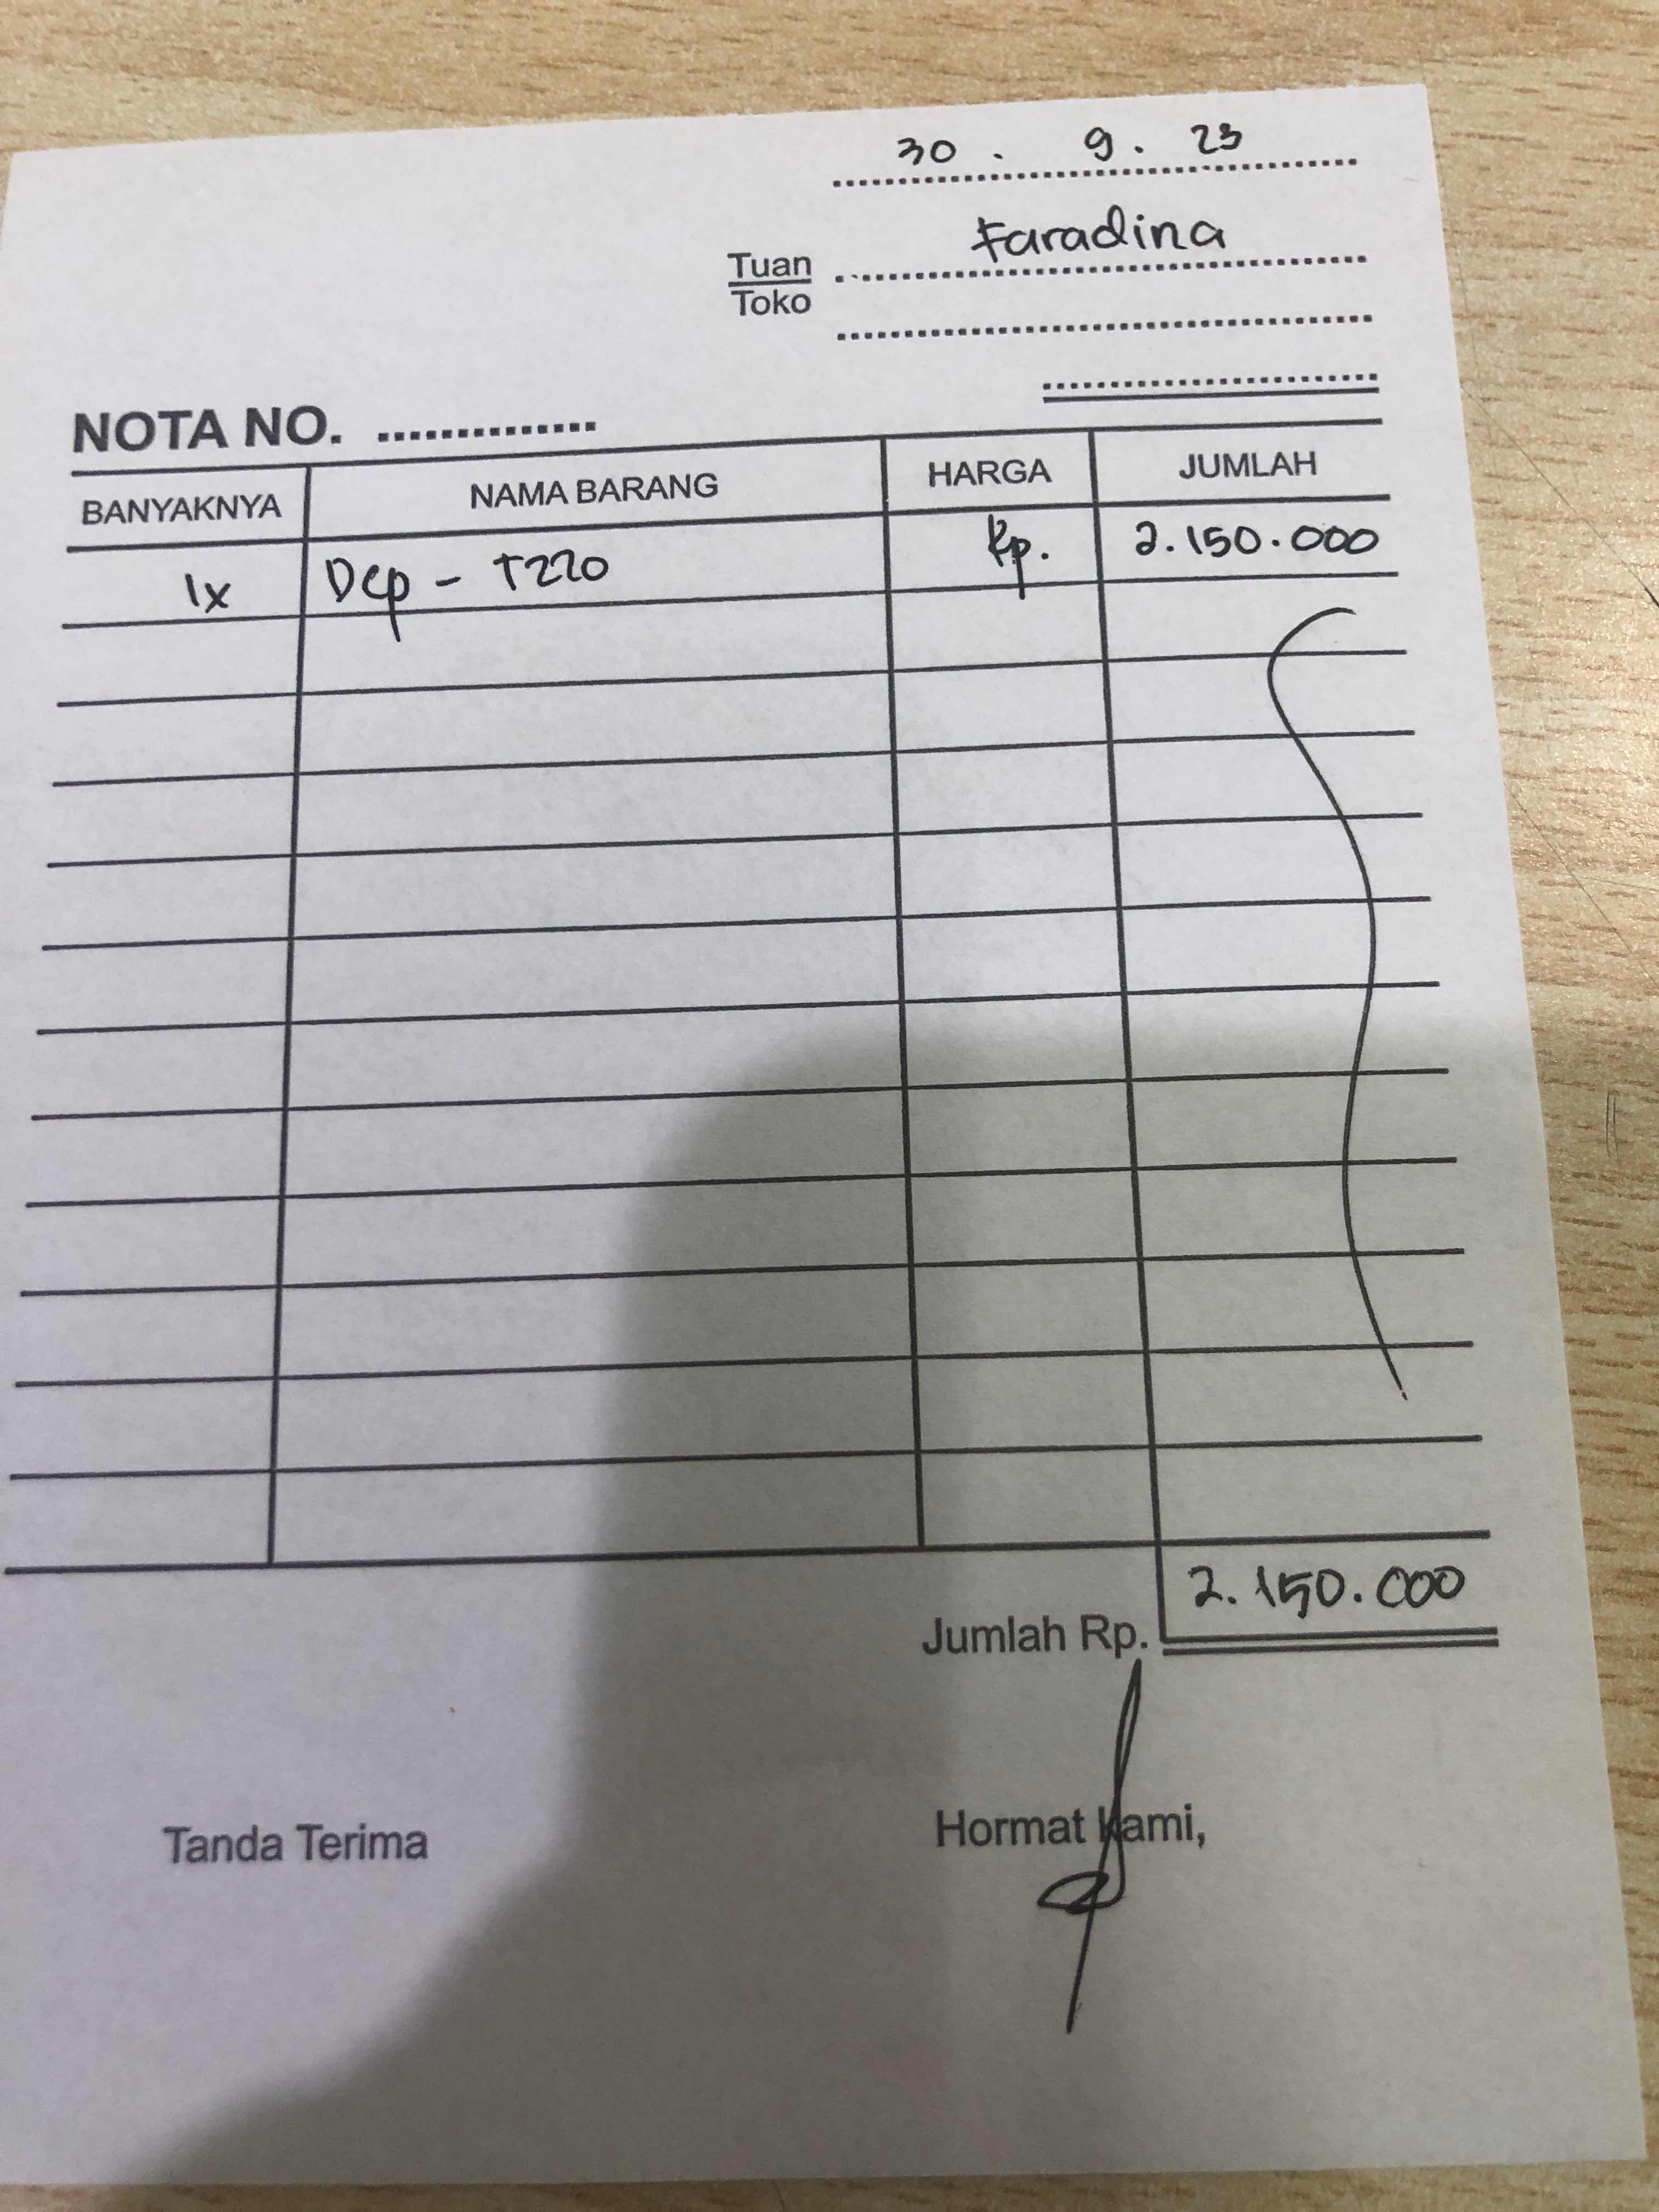 30 . 9 . 23
Tuan Faradina
Toko
NOTA NO. ..............
BANYAKNYA NAMA BARANG HARGA JUMLAH
1x Dcp - T220 Rp. 2.150.000
Jumlah Rp. 2.150.000
Tanda Terima Hormat Kami,